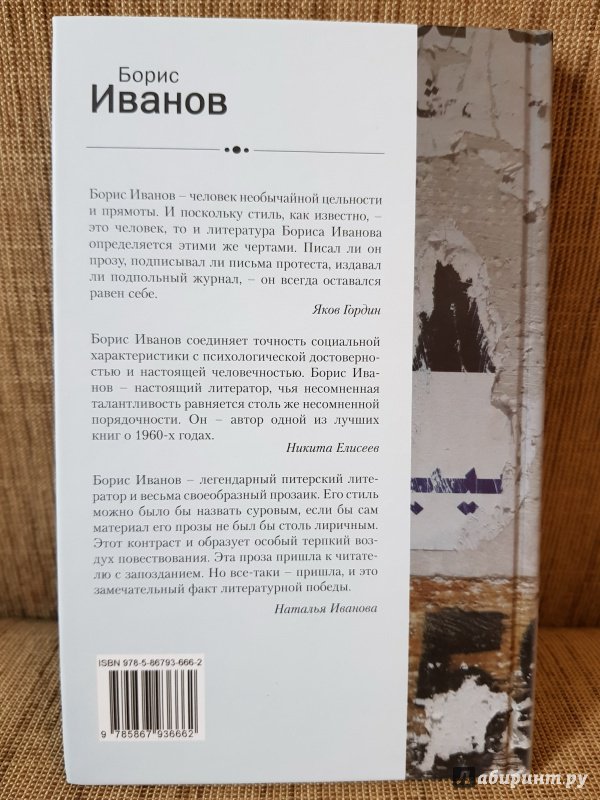 Борис
Иванов
Борис Иванов – человек необычайной цельности
и прямоты. И поскольку стиль, как известно, –
это человек, то и литература Бориса Иванова
определяется этими же чертами. Писал ли он
прозу, подписывал ли письма протеста, издавал
ли подпольный журнал, – он всегда оставался
равен себе.
Яков Гордин
Борис Иванов соединяет точность социальной
характеристики с психологической достоверно-
стью и настоящей человечностью. Борис Ива-
нов – настоящий литератор, чья несомненная
талантливость равняется столь же несомненной
порядочности. Он – автор одной из лучших
книг о 1960-х годах.
Никита Елисеев
Борис Иванов – легендарный питерский лите-
ратор и весьма своеобразный прозаик. Его стиль
можно было бы назвать суровым, если бы сам
материал его прозы не был бы столь лиричным.
Этот контраст и образует особый терпкий воз-
дух повествования. Эта проза пришла к читате-
лю с запозданием. Но все-таки – пришла, и это
замечательный факт литературной победы.
Наталья Иванова
ISBN 978-5-86793-666-2
9 785867 936662
Лабиринт.ру